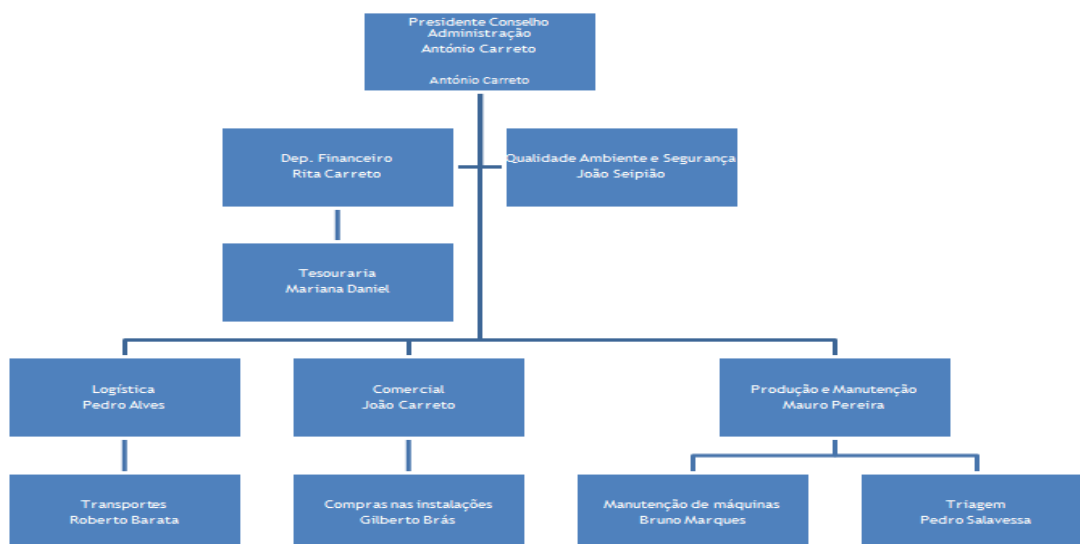 Presidente Conselho
Administração
António Carreto
António Carreto
Dep. Financeiro
Rita Carreto
Qualidade Ambiente e Segurança
João Seipião
Tesouraria
Mariana Daniel
Logística
Pedro Alves
Comercial
João Carreto
Produção e Manutenção
Mauro Pereira
Transportes
Roberto Barata
Compras nas instalações
Gilberto Brás
Manutenção de máquinas
Bruno Marques
Triagem
Pedro Salavessa